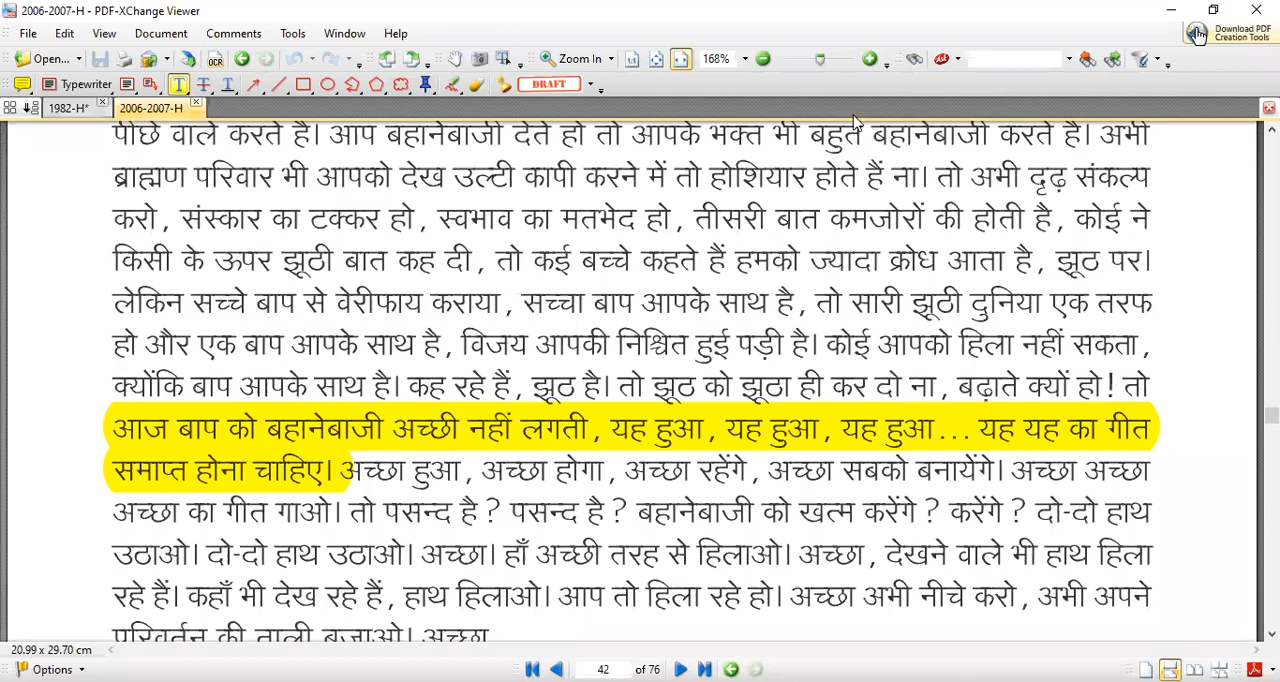 2006-2007-H - PDF-XChange Viewer
File Edit View Document Comments Tools Window Help
Download PDF Creation Tools
Open... OCR Zoom In 168%
Typewriter DRAFT
1982-H* 2006-2007-H
पीछे वाले करते हैं। आप बहानेबाजी देते हो तो आपके भक्त भी बहुत बहानेबाजी करते है। अभी
ब्राह्मण परिवार भी आपको देख उल्टी कापी करने में तो होशियार होते हैं ना। तो अभी दृढ़ संकल्प
करो, संस्कार का टक्कर हो, स्वभाव का मतभेद हो, तीसरी बात कमजोरों की होती है, कोई ने
किसी के ऊपर झूठी बात कह दी, तो कई बच्चे कहते हैं हमको ज्यादा क्रोध आता है, झूठ पर।
लेकिन सच्चे बाप से वेरीफाय कराया, सच्चा बाप आपके साथ है, तो सारी झूठी दुनिया एक तरफ
हो और एक बाप आपके साथ है, विजय आपकी निश्चित हुई पड़ी है। कोई आपको हिला नहीं सकता,
क्योंकि बाप आपके साथ है। कह रहे हैं, झूठ है। तो झूठ को झूठा ही कर दो ना, बढ़ाते क्यों हो! तो
आज बाप को बहानेबाजी अच्छी नहीं लगती, यह हुआ, यह हुआ, यह हुआ... यह यह का गीत
समाप्त होना चाहिए। अच्छा हुआ, अच्छा होगा, अच्छा रहेंगे, अच्छा सबको बनायेंगे। अच्छा अच्छा
अच्छा का गीत गाओ। तो पसन्द है? पसन्द है? बहानेबाजी को खत्म करेंगे? करेंगे? दो-दो हाथ
उठाओ। दो-दो हाथ उठाओ। अच्छा। हाँ अच्छी तरह से हिलाओ। अच्छा, देखने वाले भी हाथ हिला
रहे हैं। कहाँ भी देख रहे हैं, हाथ हिलाओ। आप तो हिला रहे हो। अच्छा अभी नीचे करो, अभी अपने
परिवर्तन की ताली बजाओ। अच्छा
20.99 x 29.70 cm
Options 42 of 76